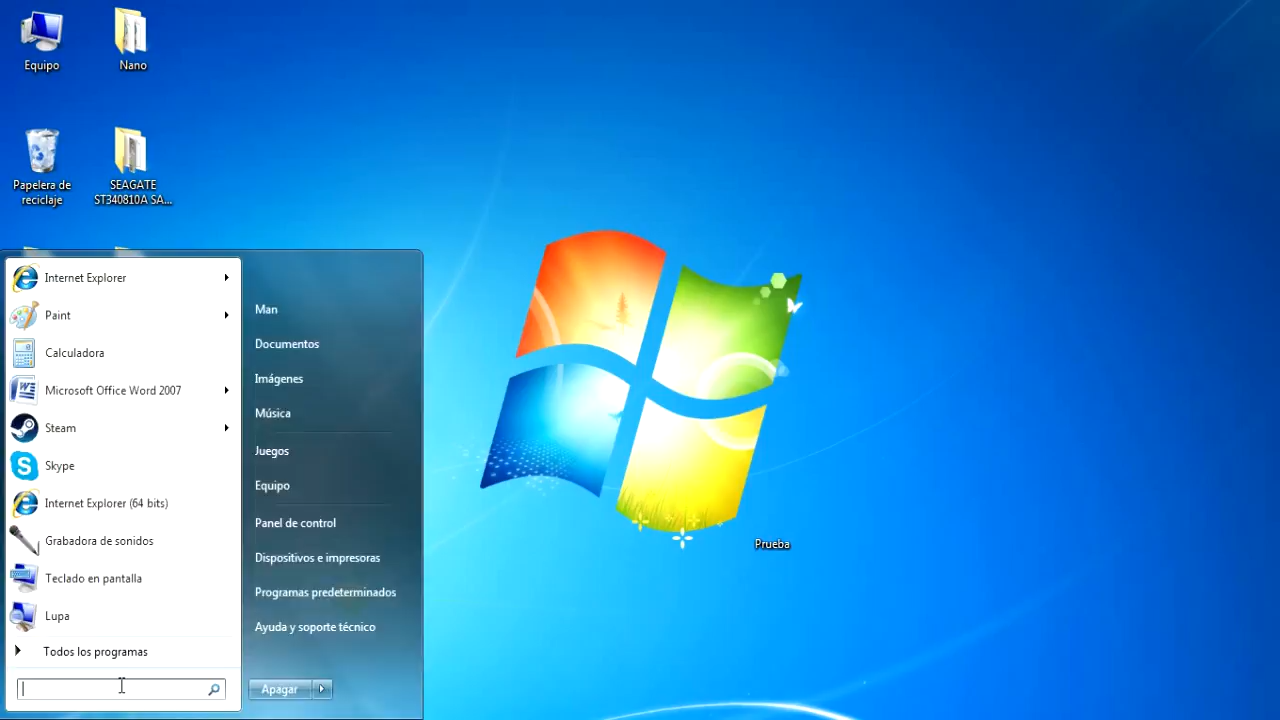 Equipo
Nano
Papelera de
reciclaje
SEAGATE
ST340810A SA...
Internet Explorer
Paint
Calculadora
Microsoft Office Word 2007
Steam
Skype
Internet Explorer (64 bits)
Grabadora de sonidos
Teclado en pantalla
Lupa
Todos los programas
Man
Documentos
Imágenes
Música
Juegos
Equipo
Panel de control
Dispositivos e impresoras
Programas predeterminados
Ayuda y soporte técnico
Apagar
Prueba